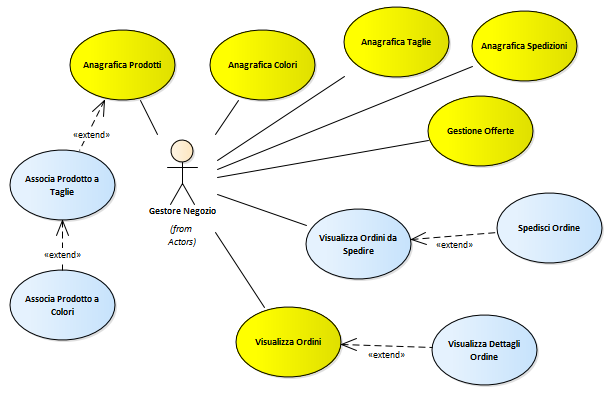 Anagrafica Prodotti
Anagrafica Colori
Anagrafica Taglie
Anagrafica Spedizioni
Gestione Offerte
«extend»
Associa Prodotto a
Taglie
«extend»
Associa Prodotto a
Colori
Gestore Negozio
(from
Actors)
Visualizza Ordini da
Spedire
«extend»
Spedisci Ordine
Visualizza Ordini
«extend»
Visualizza Dettagli
Ordine